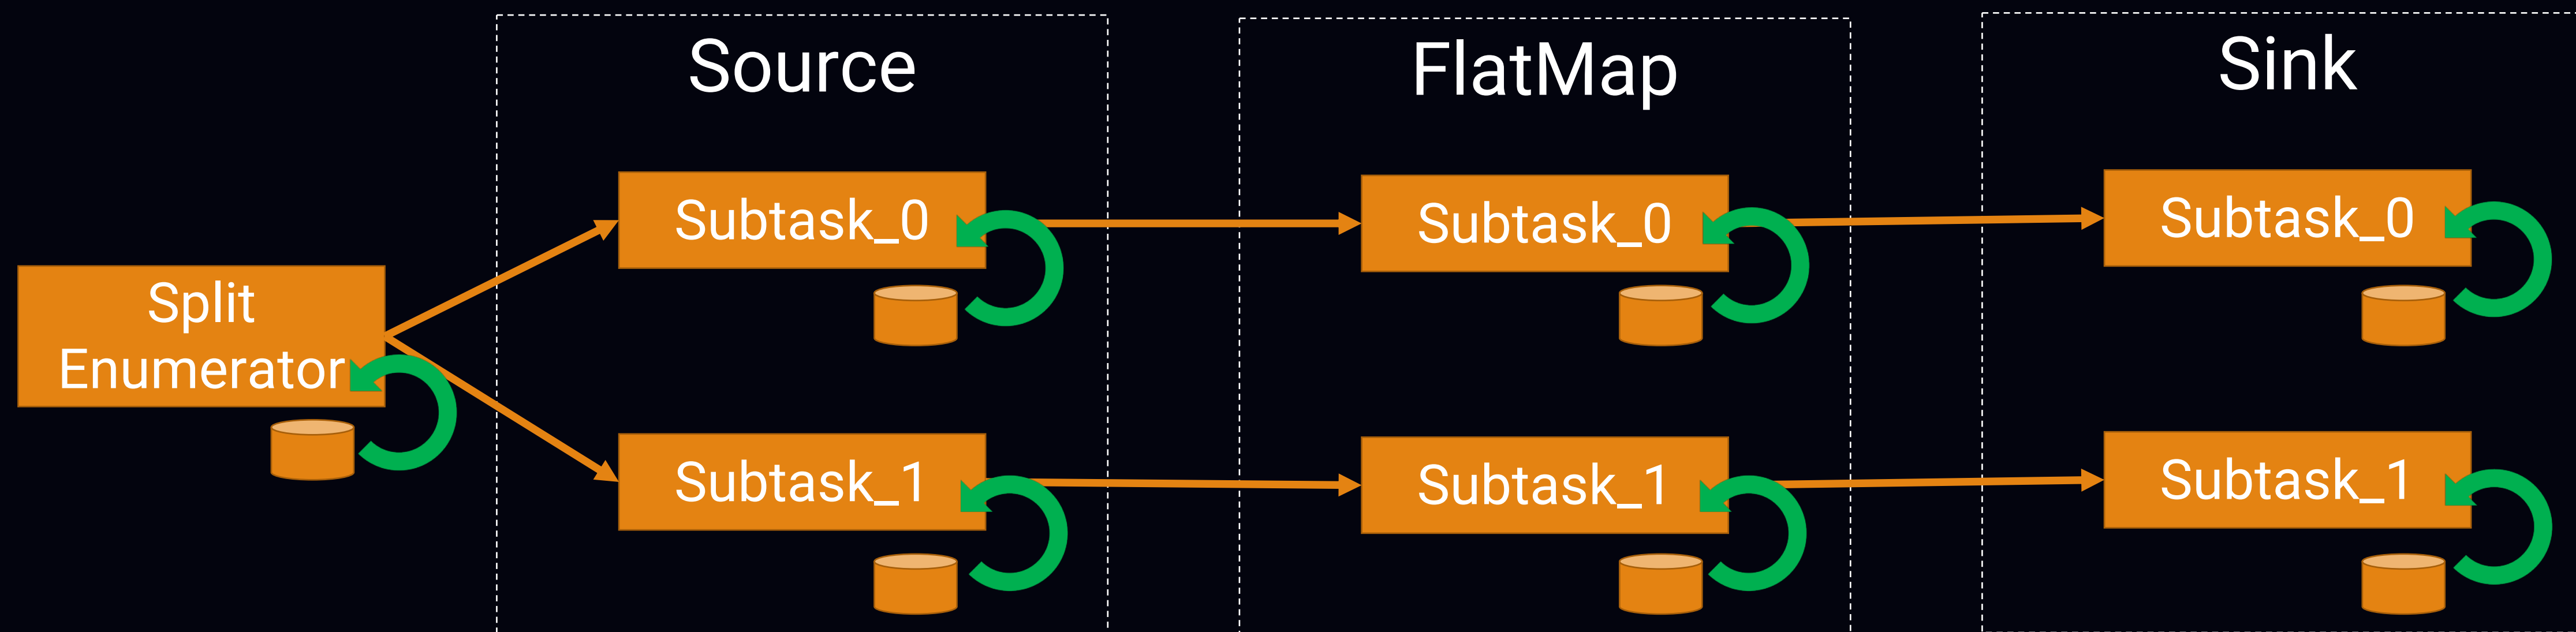 Source
FlatMap
Sink
Split
Enumerator
Subtask_0
Subtask_0
Subtask_0
Subtask_1
Subtask_1
Subtask_1